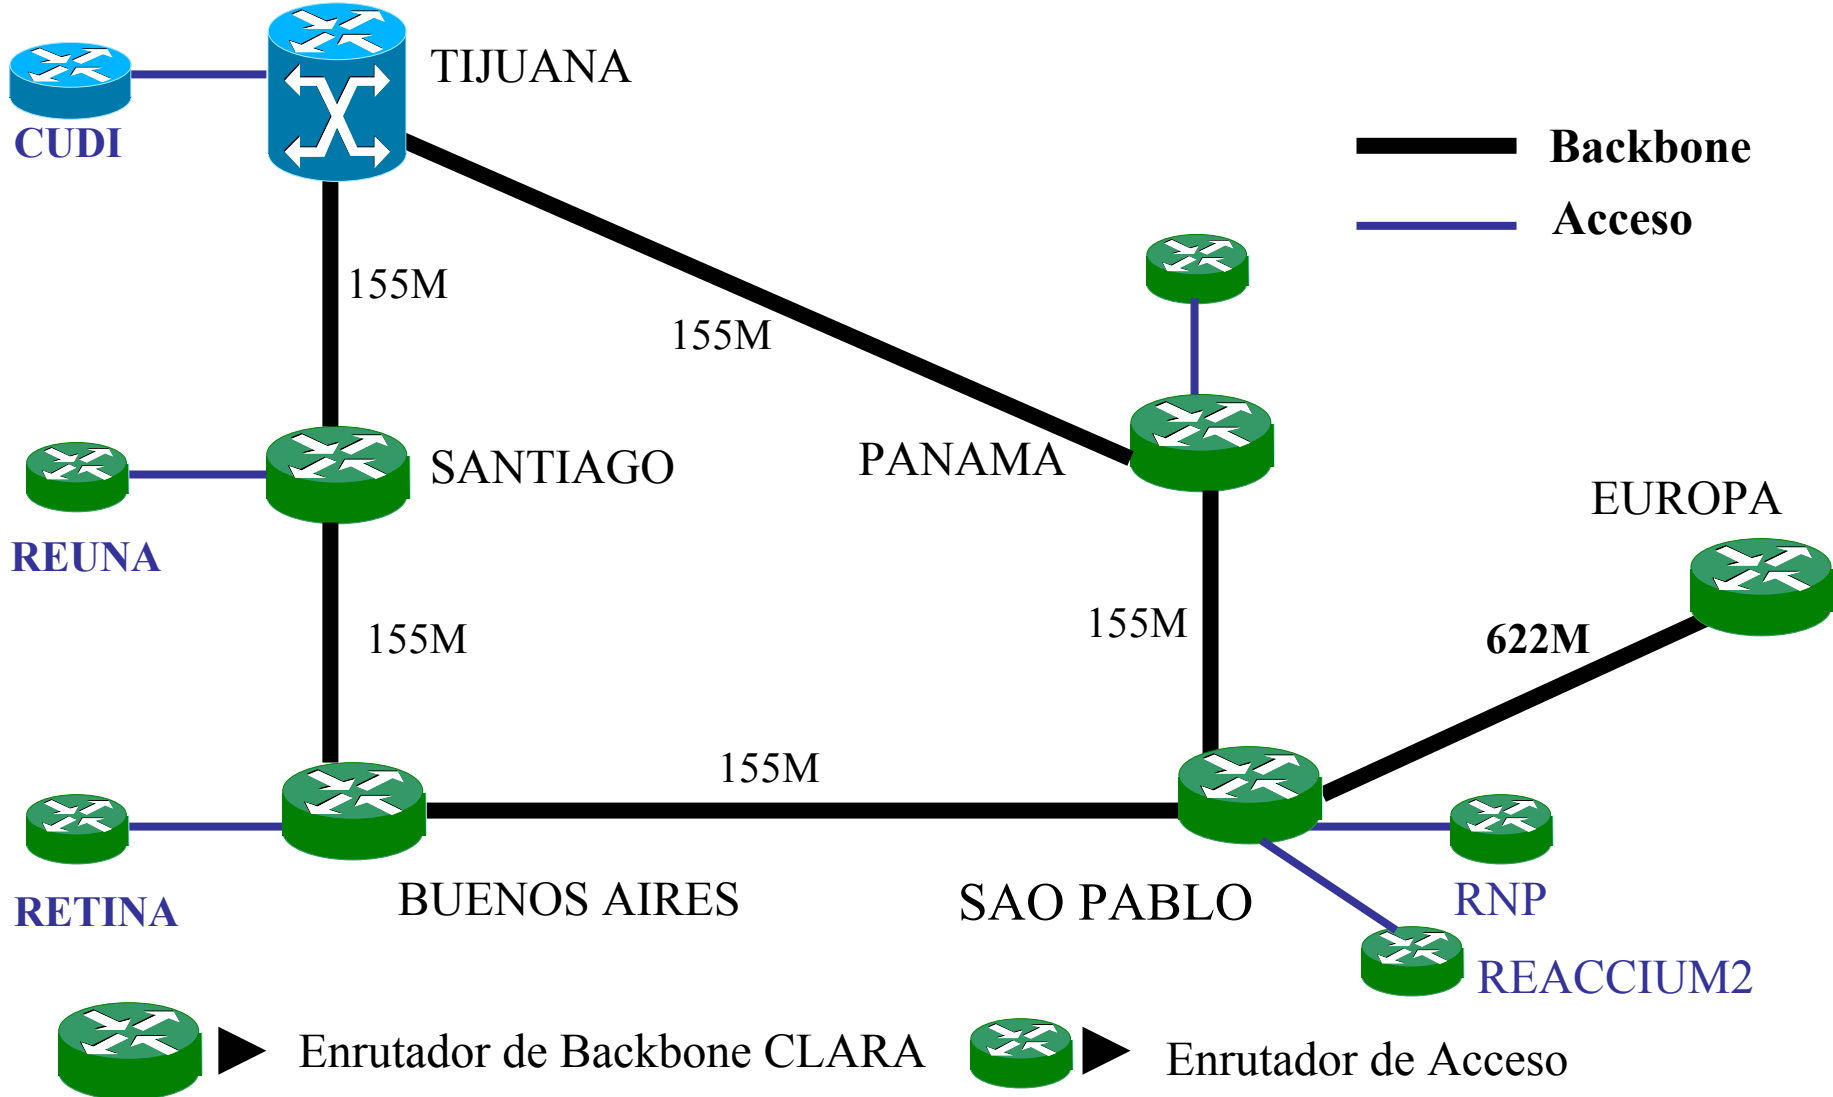 TIJUANA
CUDI
Backbone
Acceso
155M
155M
SANTIAGO
PANAMA
EUROPA
REUNA
155M
155M
622M
155M
BUENOS AIRES
SAO PABLO
RNP
RETINA
REACCIUM2
Enrutador de Backbone CLARA
Enrutador de Acceso